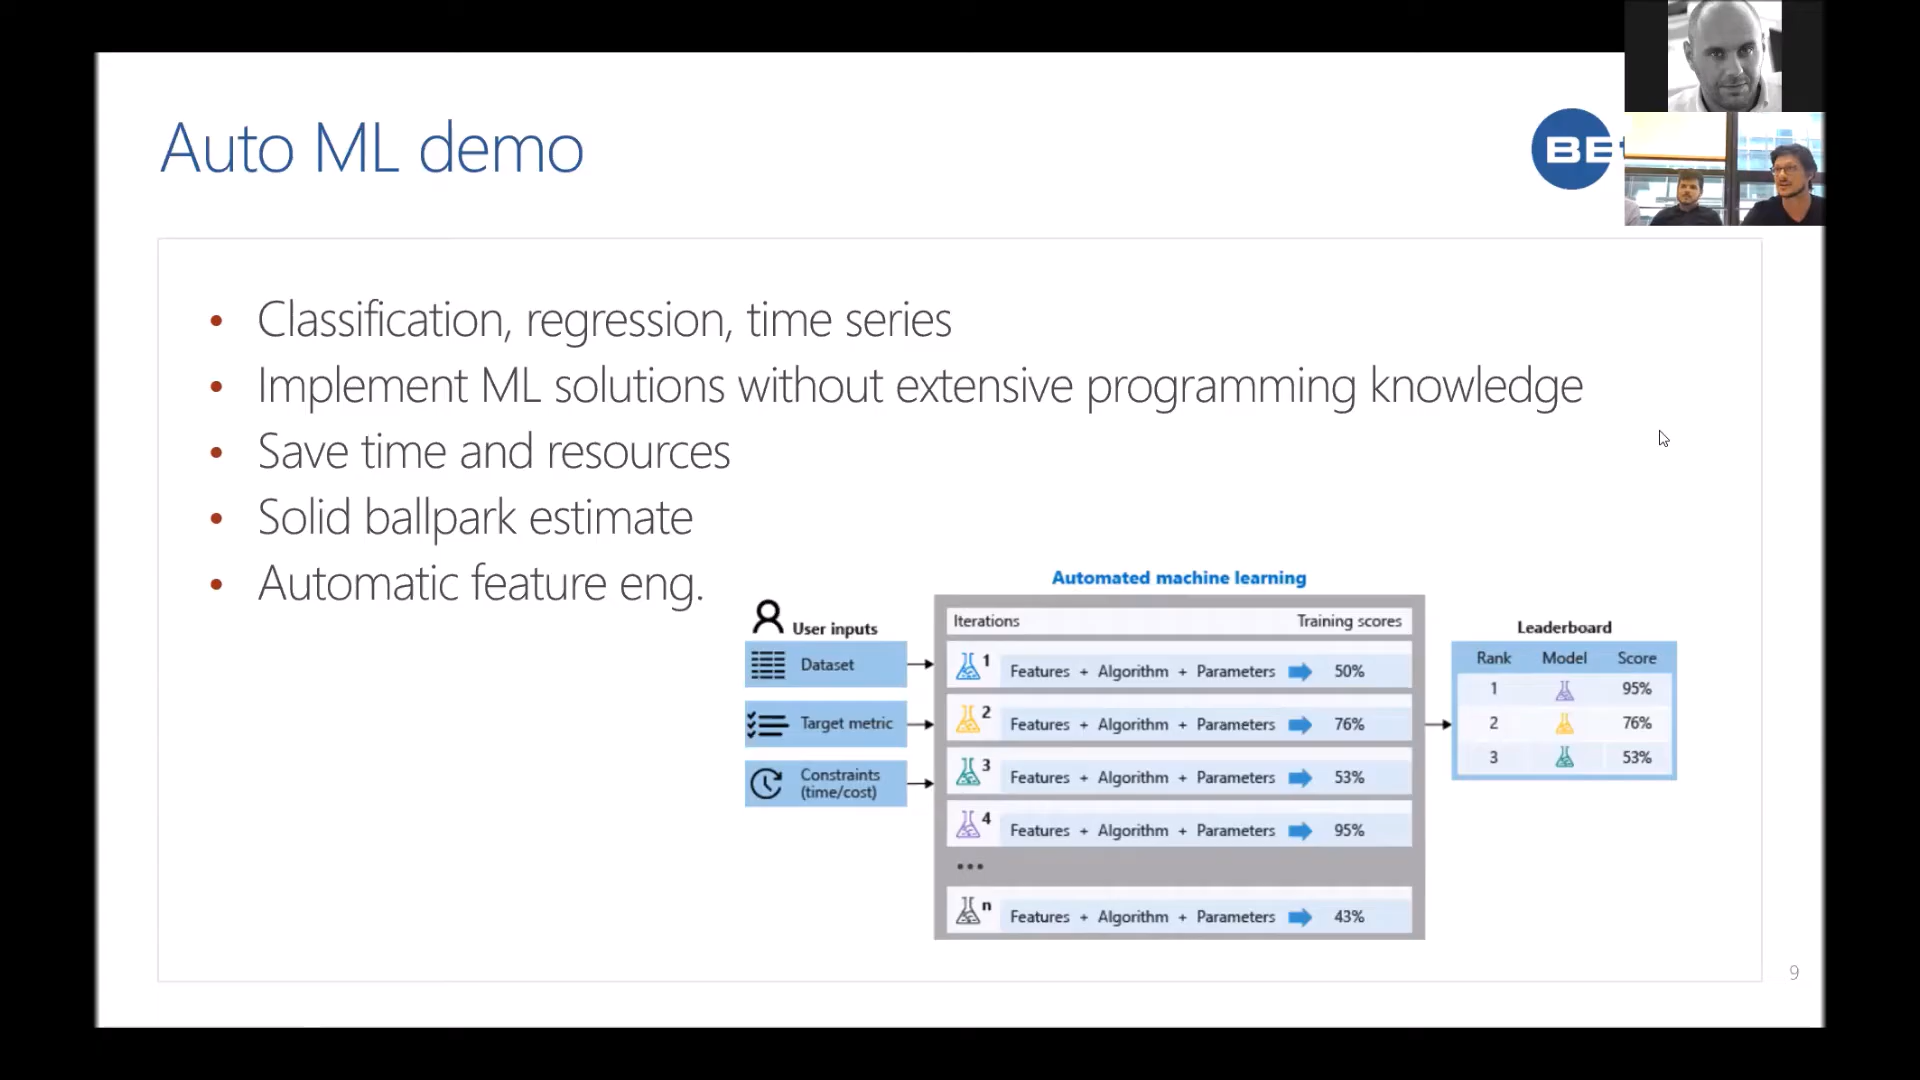 Auto ML demo
BE
• Classification, regression, time series
• Implement ML solutions without extensive programming knowledge
• Save time and resources
• Solid ballpark estimate
• Automatic feature eng.
Automated machine learning
User inputs
Dataset
Target metric
Constraints
(time/cost)
Iterations Training scores
1 Features + Algorithm + Parameters 50%
2 Features + Algorithm + Parameters 76%
3 Features + Algorithm + Parameters 53%
4 Features + Algorithm + Parameters 95%
•••
n Features + Algorithm + Parameters 43%
Leaderboard
Rank Model Score
1 95%
2 76%
3 53%
9